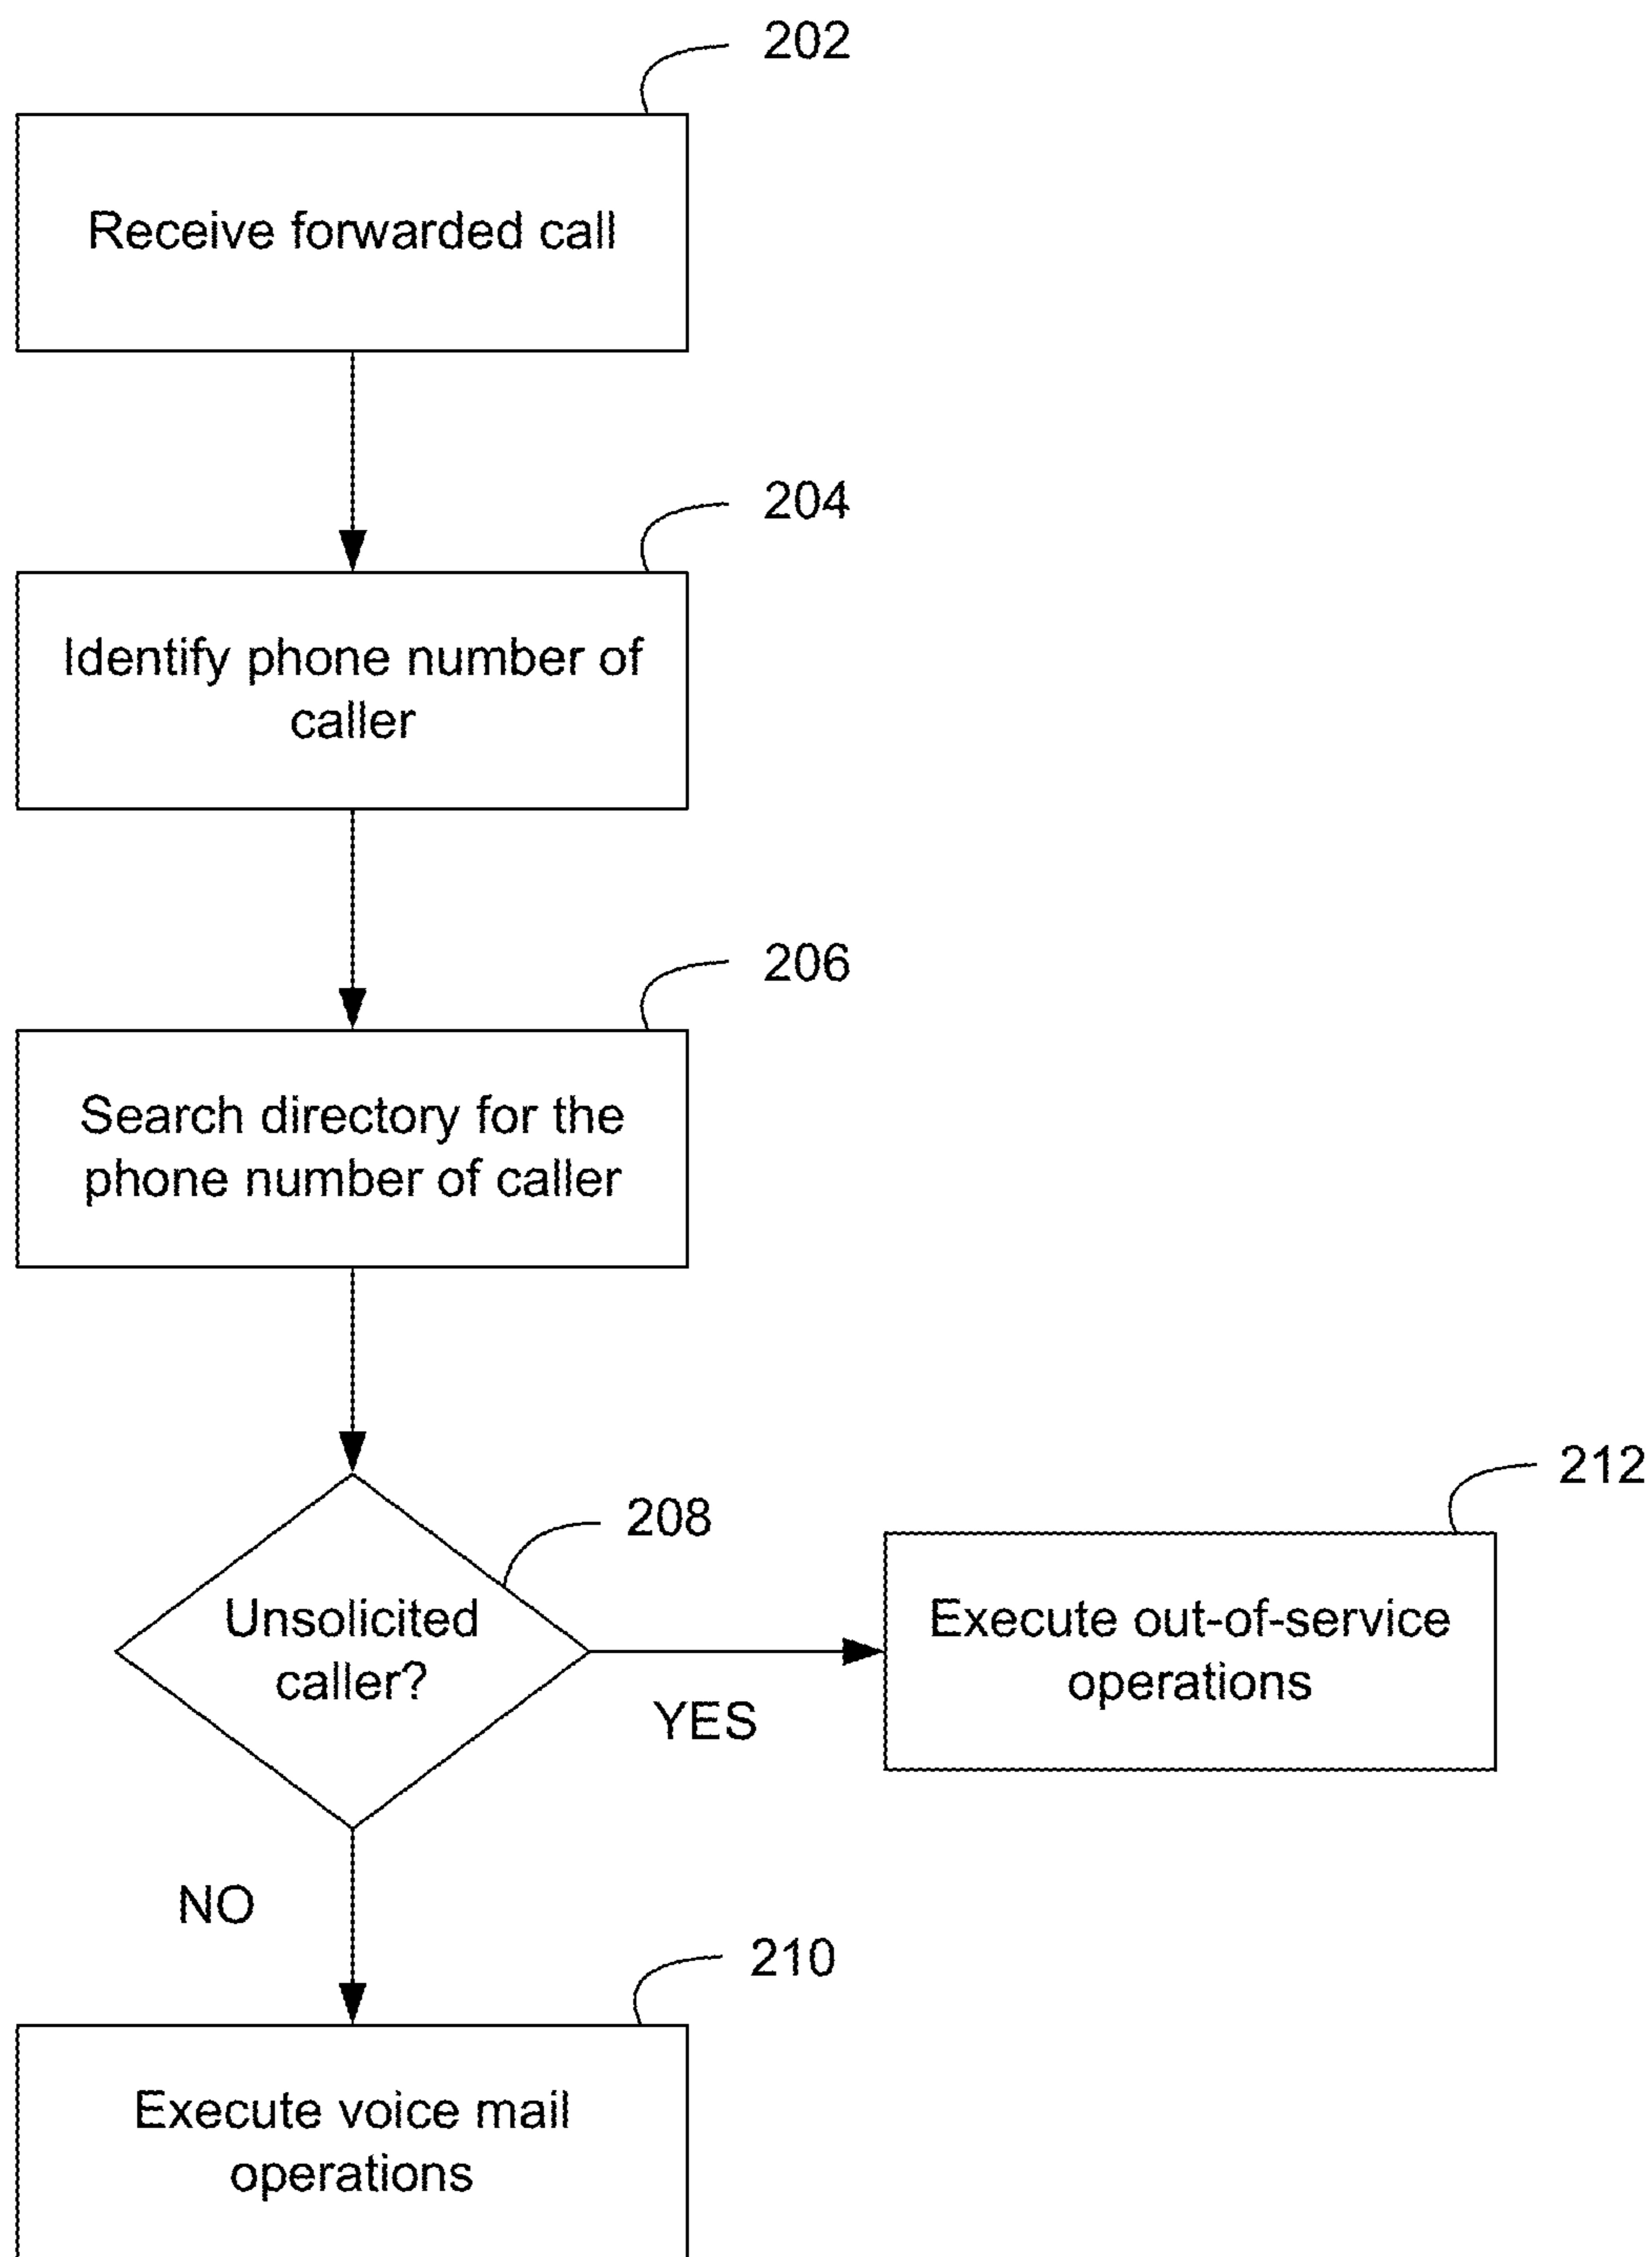 202
Receive forwarded call
204
Identify phone number of
caller
206
Search directory for the
phone number of caller
208
Unsolicited
caller?
YES
212
Execute out-of-service
operations
NO
210
Execute voice mail
operations